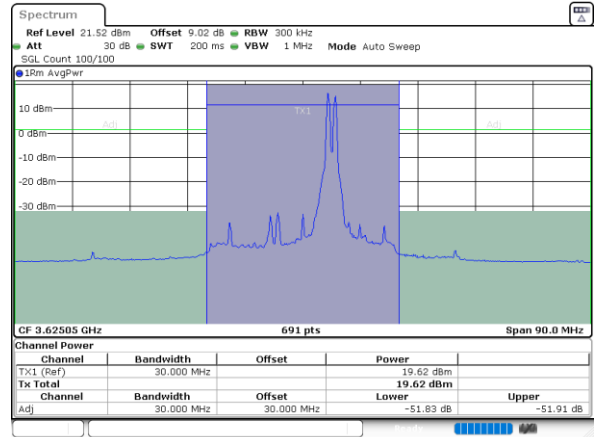 Spectrum
Ref Level 21.52 dBm Offset 9.02 dB RBW 300 kHz
Att 30 dB SWT 200 ms VBW 1 MHz Mode Auto Sweep
SGL Count 100/100
1Rm AvgPwr
10 dBm
TX1
Adj
Adj
0 dBm
-10 dBm
-20 dBm
-30 dBm
CF 3.62505 GHz 691 pts Span 90.0 MHz
Channel Power
Channel Bandwidth Offset Power
TX1 (Ref) 30.000 MHz 19.62 dBm
Tx Total 19.62 dBm
Channel Bandwidth Offset Lower Upper
Adj 30.000 MHz 30.000 MHz -51.83 dB -51.91 dB